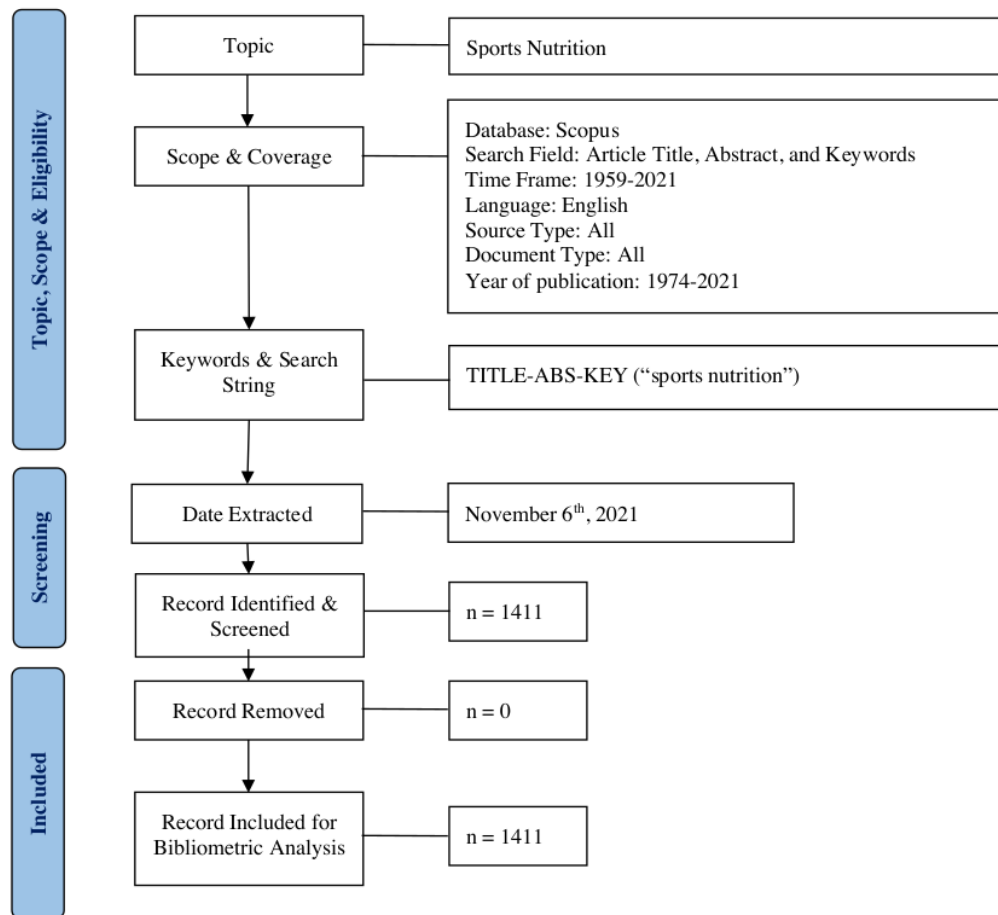 Topic, Scope & Eligibility
Topic
Sports Nutrition
Scope & Coverage
Database: Scopus
Search Field: Article Title, Abstract, and Keywords
Time Frame: 1959-2021
Language: English
Source Type: All
Document Type: All
Year of publication: 1974-2021
Keywords & Search
String
TITLE-ABS-KEY (“sports nutrition”)
Screening
Date Extracted
November 6th, 2021
Record Identified &
Screened
n = 1411
Included
Record Removed
n = 0
Record Included for
Bibliometric Analysis
n = 1411